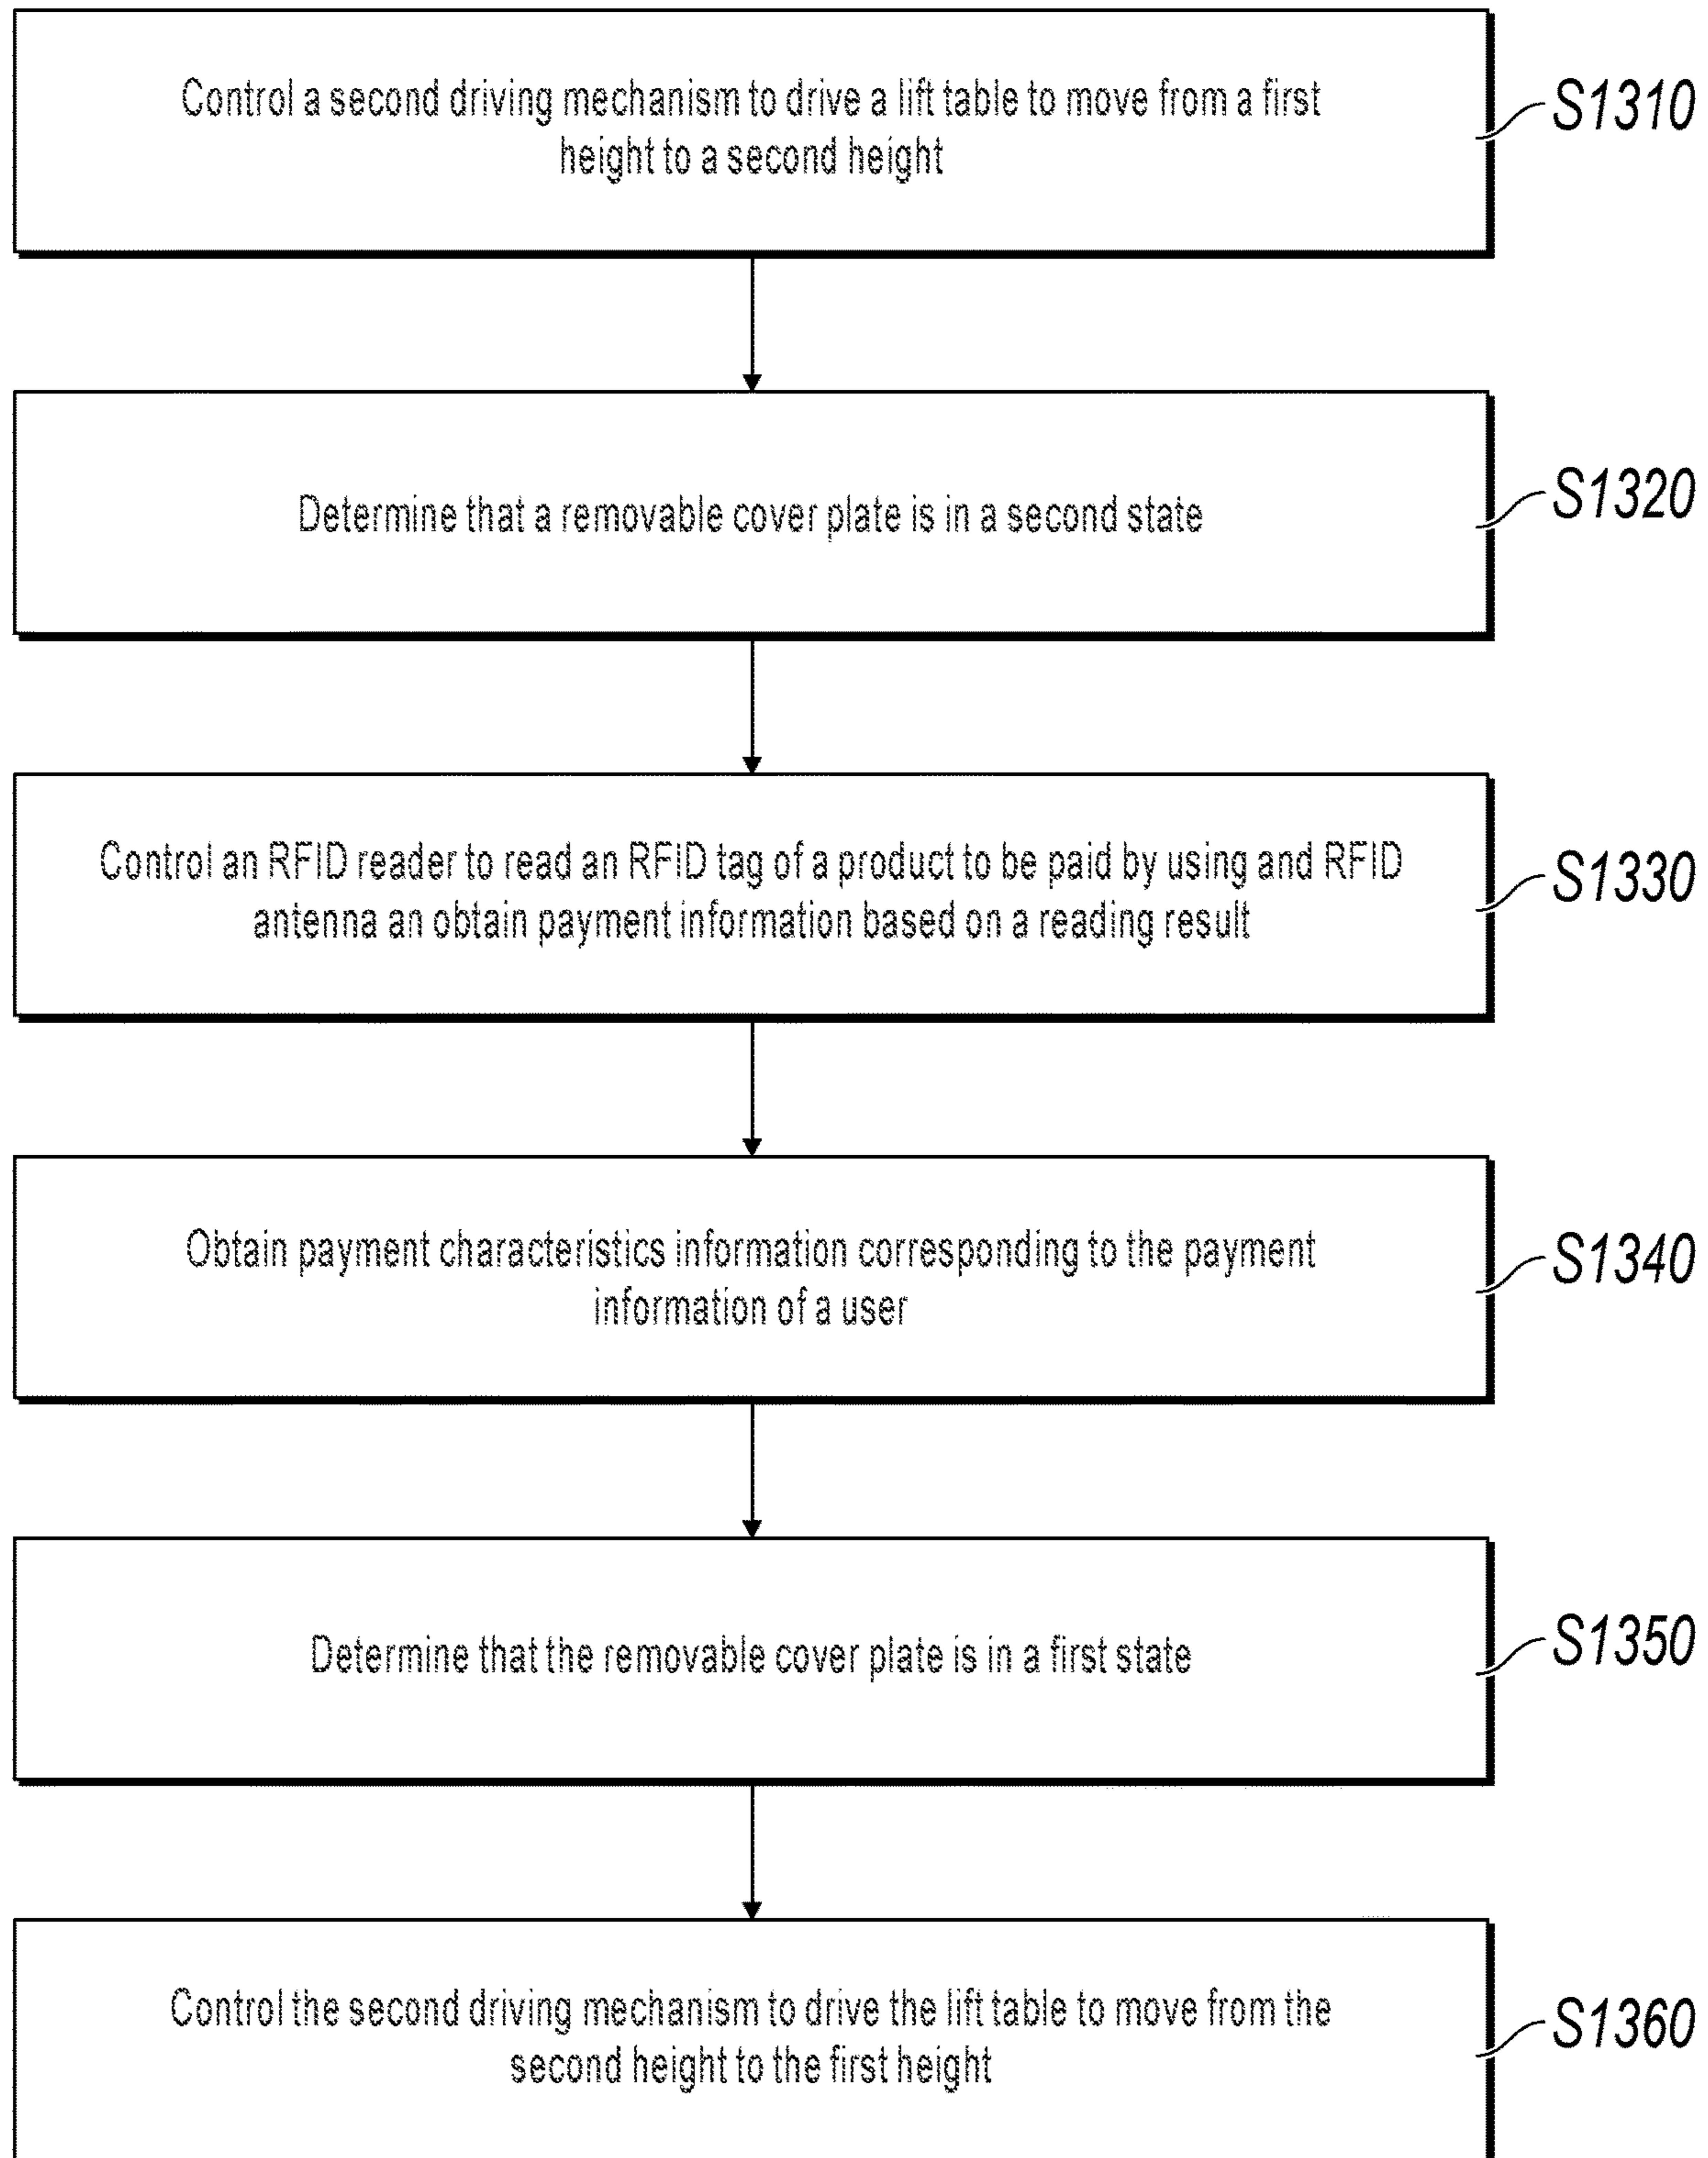 Control a second driving mechanism to drive a lift table to move from a first
height to a second height
S1310
Determine that a removable cover plate is in a second state
S1320
Control an RFID reader to read an RFID tag of a product to be paid by using and RFID
antenna an obtain payment information based on a reading result
S1330
Obtain payment characteristics information corresponding to the payment
information of a user
S1340
Determine that the removable cover plate is in a first state
S1350
Control the second driving mechanism to drive the lift table to move from the
second height to the first height
S1360